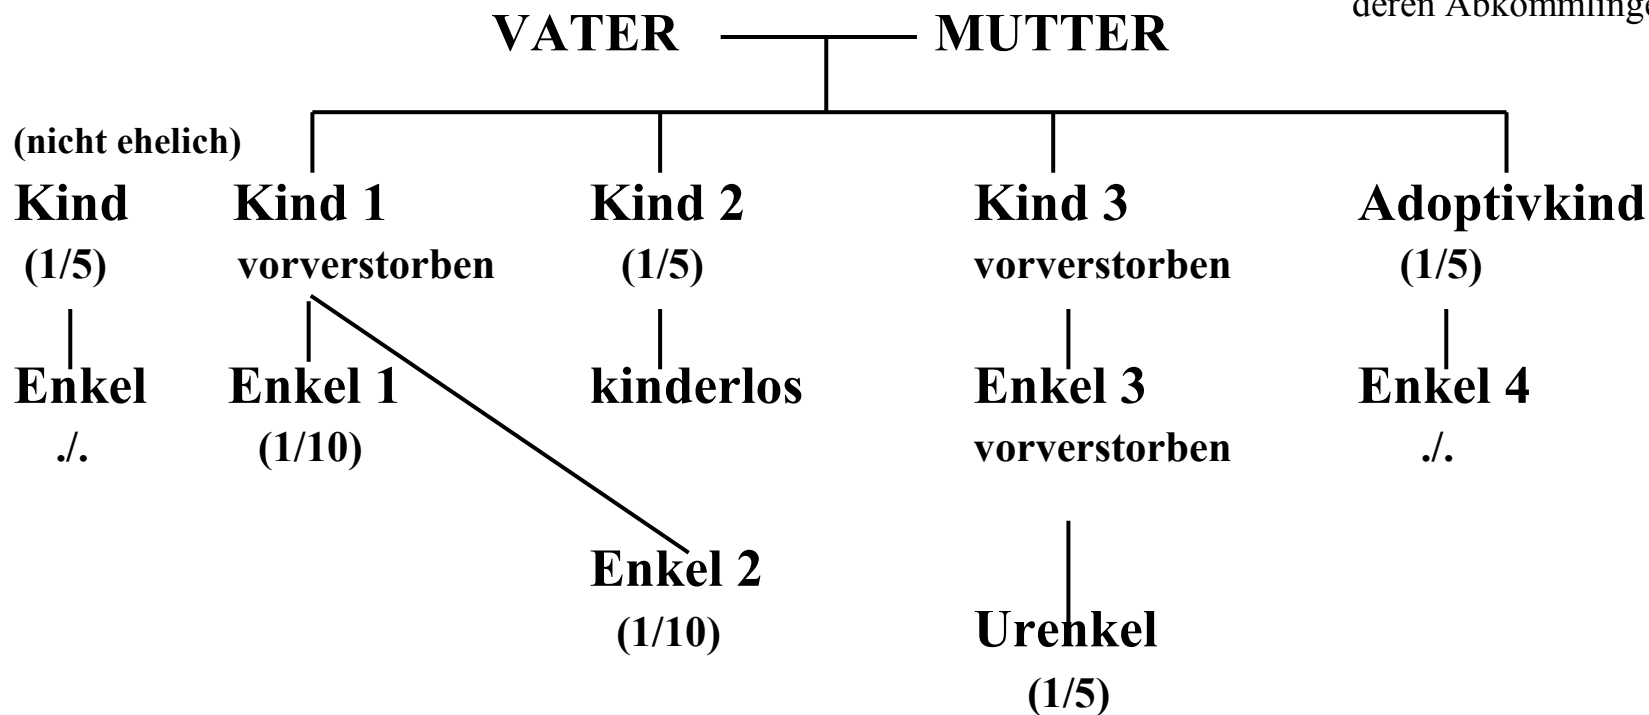 deren Abkömmlinge
VATER MUTTER
(nicht ehelich)
Kind Kind 1 Kind 2 Kind 3 Adoptivkind
(1/5) vorverstorben (1/5) vorverstorben (1/5)
Enkel Enkel 1 kinderlos Enkel 3 Enkel 4
./. (1/10) vorverstorben ./.
Enkel 2
(1/10)
Urenkel
(1/5)